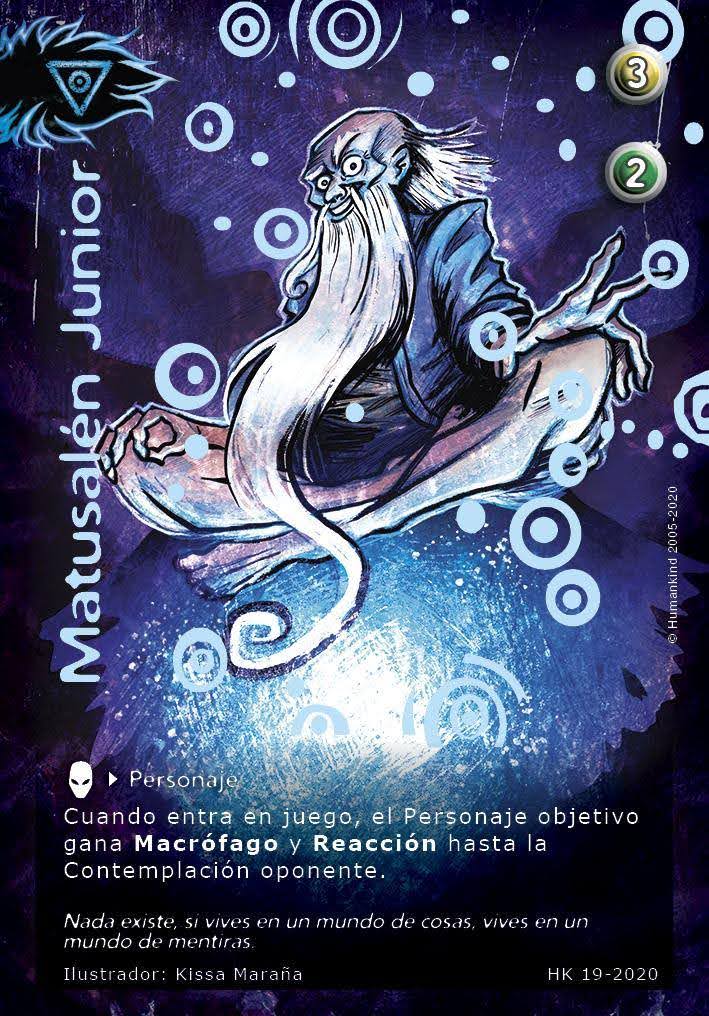 3
2
Matusalén Junior
© Humankind 2005-2020
Personaje
Cuando entra en juego, el Personaje objetivo
gana Macrófago y Reacción hasta la
Contemplación oponente.
Nada existe, si vives en un mundo de cosas, vives en un
mundo de mentiras.
Ilustrador: Kissa Maraña HK 19-2020